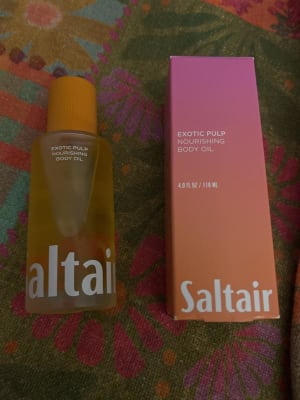 EXOTIC PULP
NOURISHING
BODY OIL
altair
EXOTIC PULP
NOURISHING
BODY OIL
4.0 FL OZ / 118 ML
Saltair